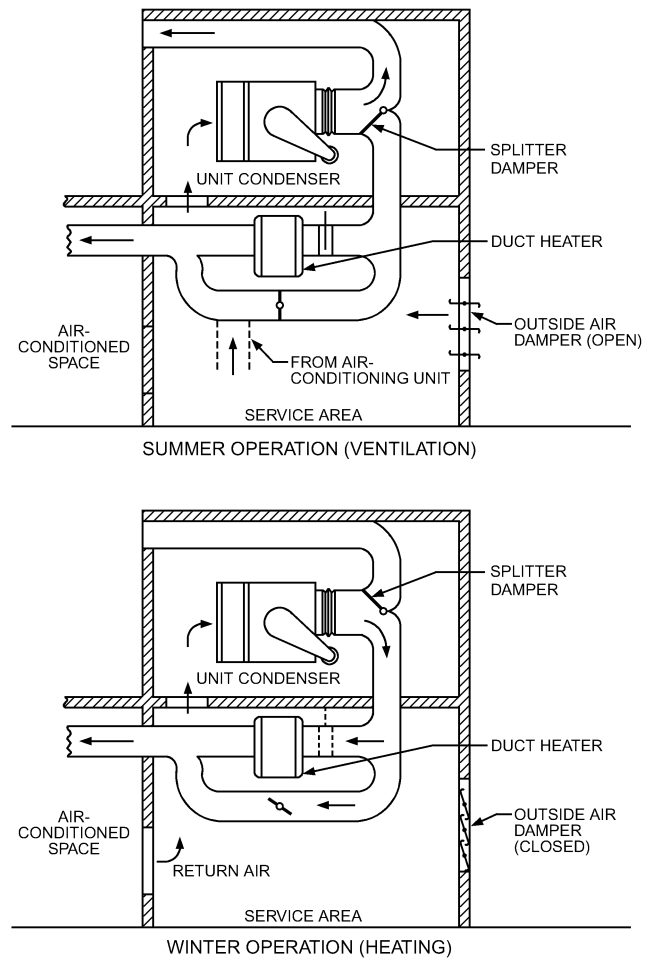 UNIT CONDENSER
SPLITTER
DAMPER
DUCT HEATER
AIR-
CONDITIONED
SPACE
OUTSIDE AIR
DAMPER (OPEN)
FROM AIR-
CONDITIONING UNIT
SERVICE AREA
SUMMER OPERATION (VENTILATION)
SPLITTER
DAMPER
UNIT CONDENSER
DUCT HEATER
AIR-
CONDITIONED
SPACE
OUTSIDE AIR
DAMPER
(CLOSED)
RETURN AIR
SERVICE AREA
WINTER OPERATION (HEATING)